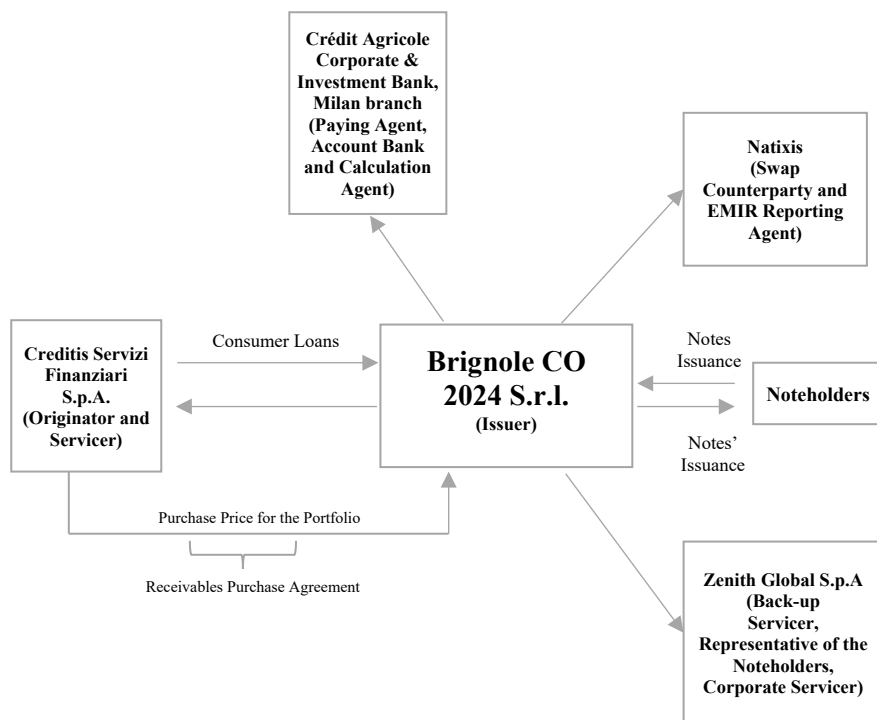 Crédit Agricole
Corporate &
Investment Bank,
Milan branch
(Paying Agent,
Account Bank
and Calculation
Agent)
Natixis
(Swap
Counterparty and
EMIR Reporting
Agent)
Creditis Servizi
Finanziari
S.p.A.
(Originator and
Servicer)
Consumer Loans
Brignole CO
2024 S.r.l.
(Issuer)
Notes
Issuance
Noteholders
Notes’
Issuance
Purchase Price for the Portfolio
Receivables Purchase Agreement
Zenith Global S.p.A
(Back-up
Servicer,
Representative of the
Noteholders,
Corporate Servicer)